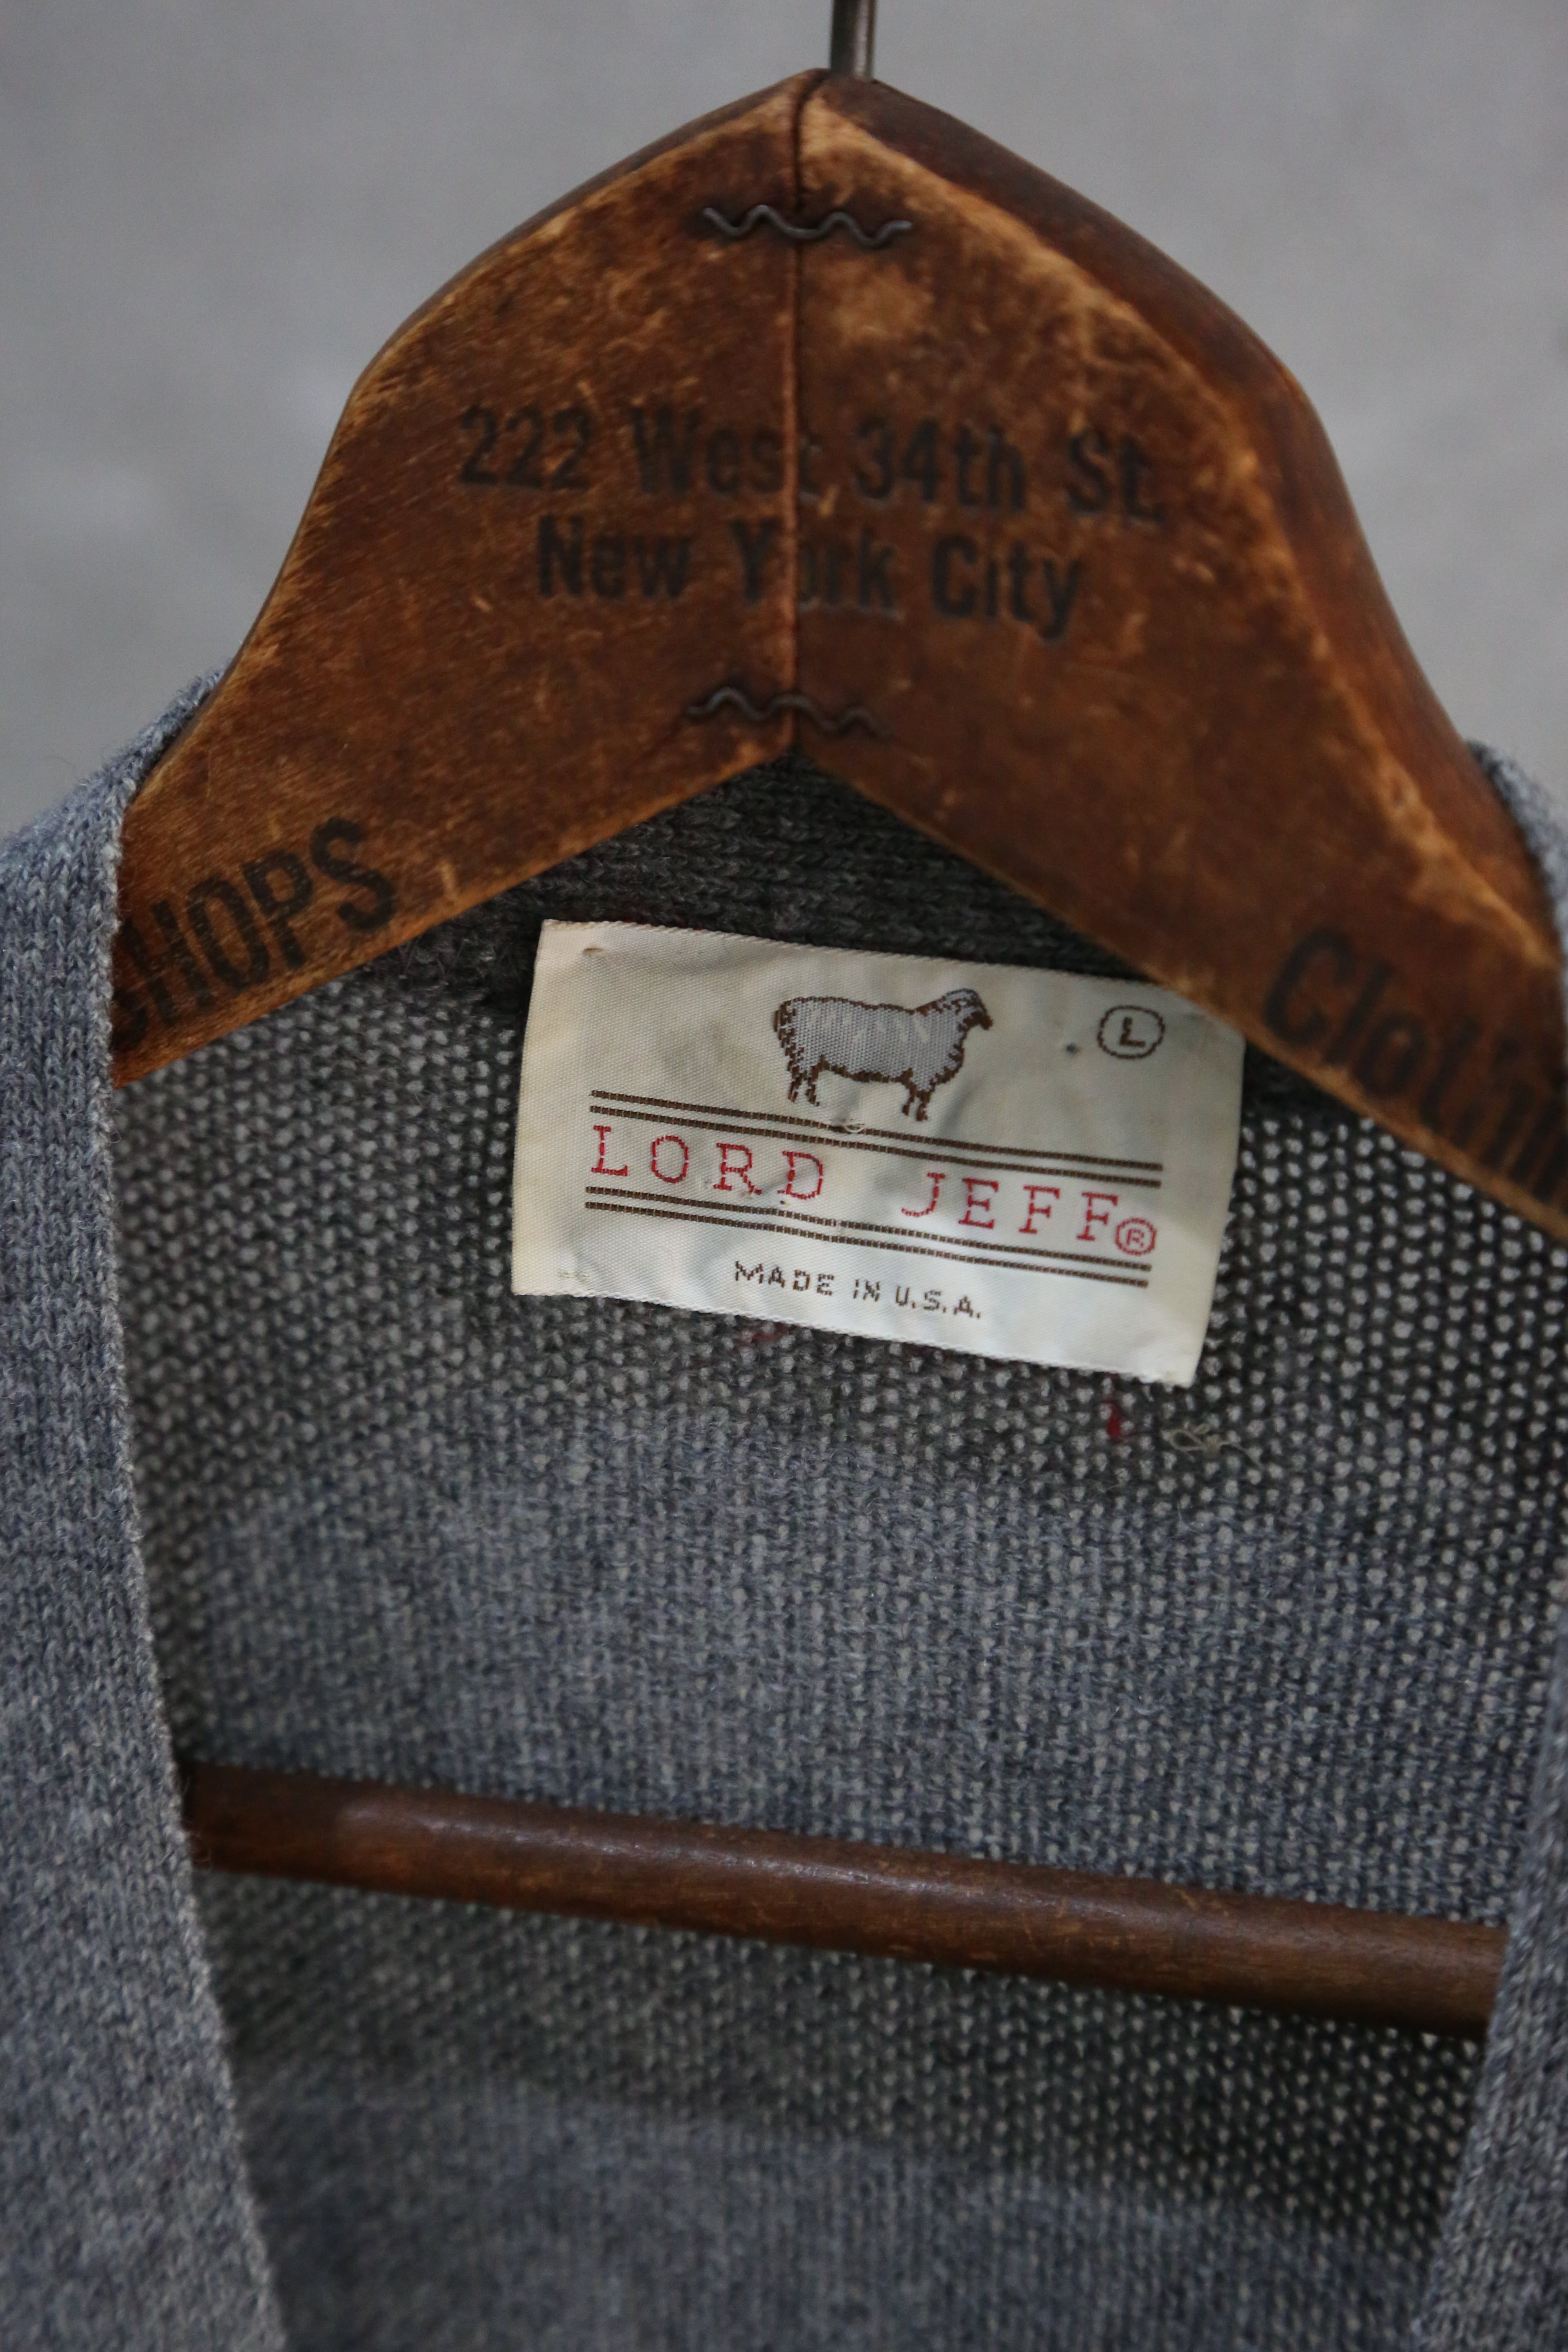 222 West 34th St.
New York City
SHOPS
L
LORD JEFF®
MADE IN U.S.A.